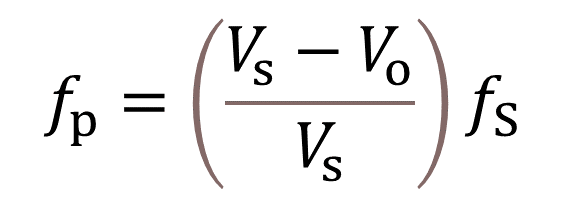 f_p = ((V_s − V_o) / V_s) f_S